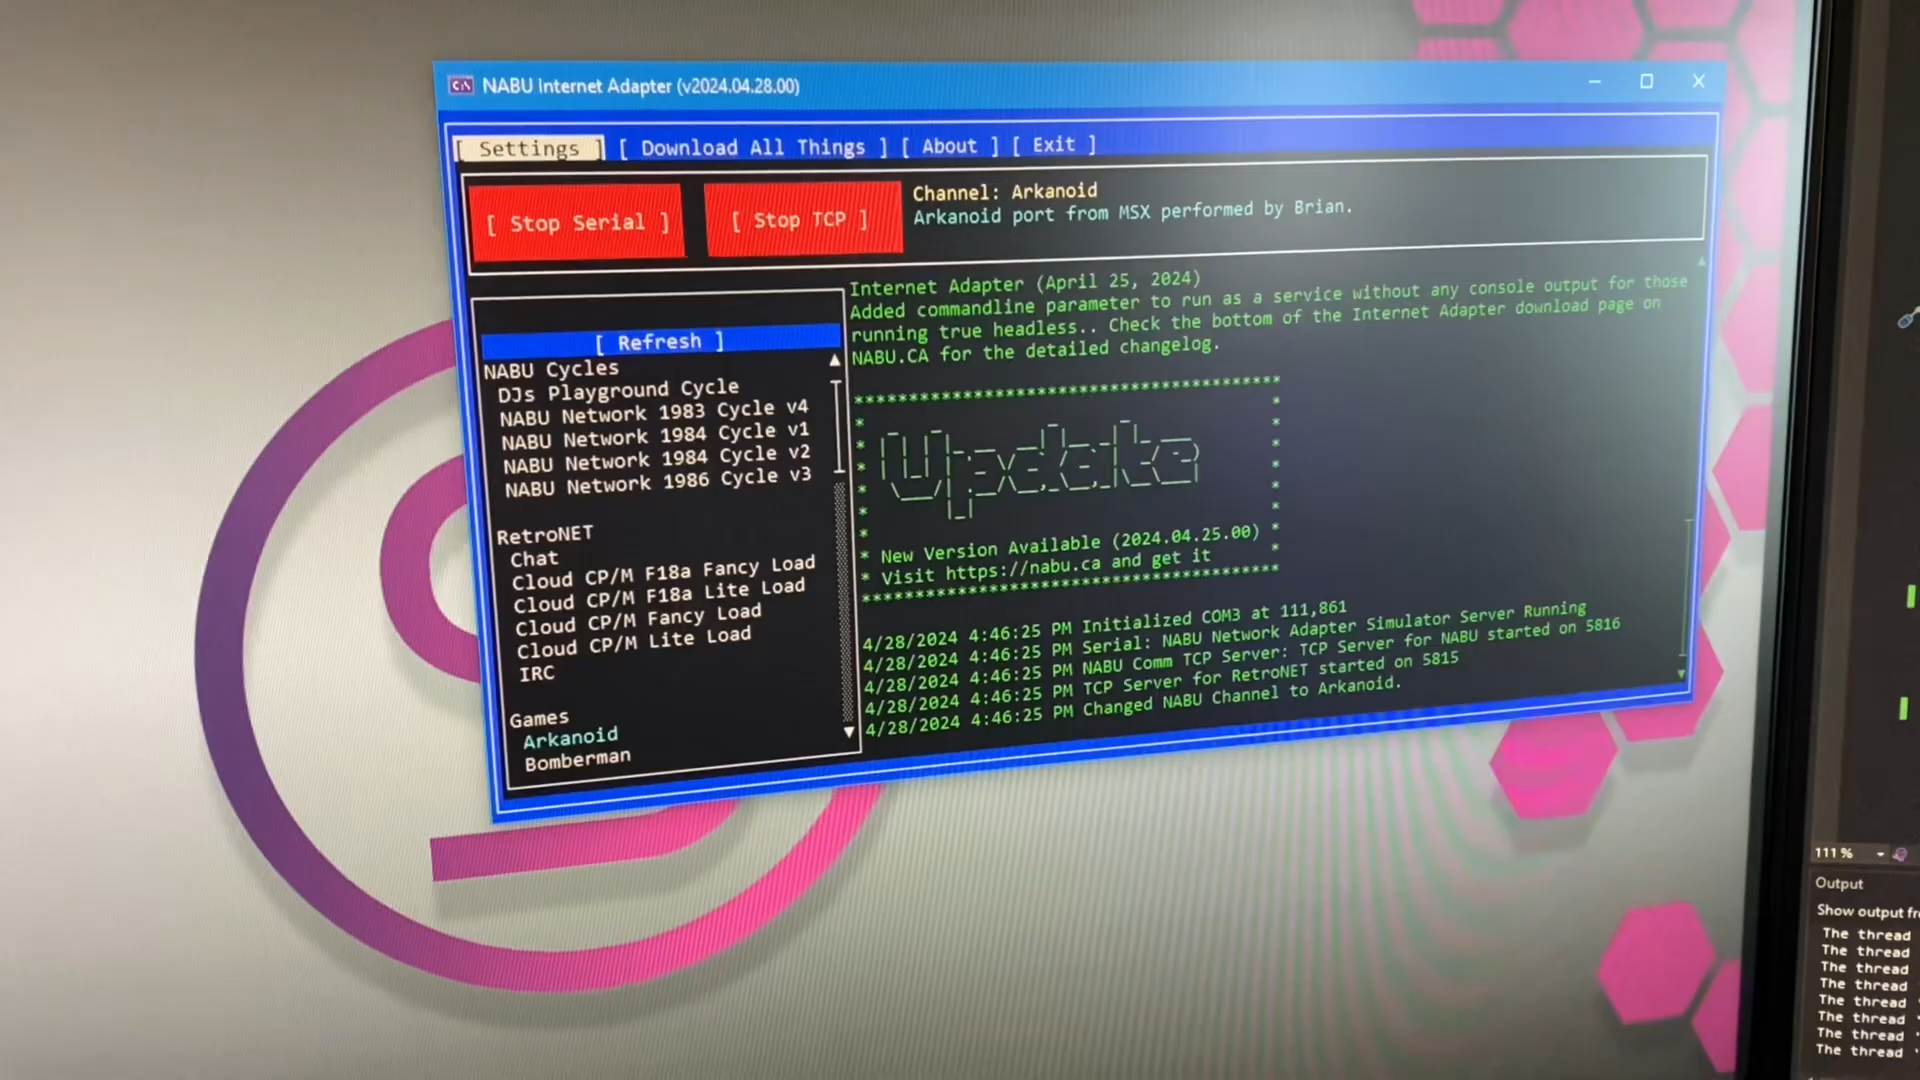 NABU Internet Adapter (v2024.04.28.00)
[ Settings ] [ Download All Things ] [ About ] [ Exit ]
[ Stop Serial ] [ Stop TCP ]
Channel: Arkanoid
Arkanoid port from MSX performed by Brian.
[ Refresh ]
NABU Cycles
DJs Playground Cycle
NABU Network 1983 Cycle v4
NABU Network 1984 Cycle v1
NABU Network 1984 Cycle v2
NABU Network 1986 Cycle v3
RetroNET
Chat
Cloud CP/M F18a Fancy Load
Cloud CP/M F18a Lite Load
Cloud CP/M Fancy Load
Cloud CP/M Lite Load
IRC
Games
Arkanoid
Bomberman
Internet Adapter (April 25, 2024)
Added commandline parameter to run as a service without any console output for those
running true headless.. Check the bottom of the Internet Adapter download page on
NABU.CA for the detailed changelog.
Update
* New Version Available (2024.04.25.00) *
* Visit https://nabu.ca and get it *
4/28/2024 4:46:25 PM Initialized COM3 at 111,861
4/28/2024 4:46:25 PM Serial: NABU Network Adapter Simulator Server Running
4/28/2024 4:46:25 PM NABU Comm TCP Server: TCP Server for NABU started on 5816
4/28/2024 4:46:25 PM TCP Server for RetroNET started on 5815
4/28/2024 4:46:25 PM Changed NABU Channel to Arkanoid.
111 %
Output
Show output
The thread
The thread
The thread
The thread
The thread
The thread
The thread
The thread